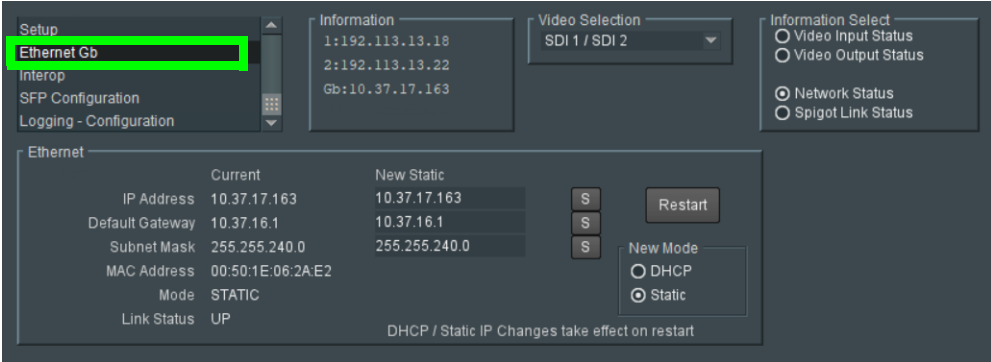 Setup
Ethernet Gb
Interop
SFP Configuration
Logging - Configuration
Information
1:192.113.13.18
2:192.113.13.22
Gb:10.37.17.163
Video Selection
SDI 1 / SDI 2
Information Select
Video Input Status
Video Output Status
Network Status
Spigot Link Status
Ethernet
Current New Static
IP Address 10.37.17.163 10.37.17.163 S
Default Gateway 10.37.16.1 10.37.16.1 S
Subnet Mask 255.255.240.0 255.255.240.0 S
MAC Address 00:50:1E:06:2A:E2
Mode STATIC
Link Status UP
Restart
New Mode
DHCP
Static
DHCP / Static IP Changes take effect on restart